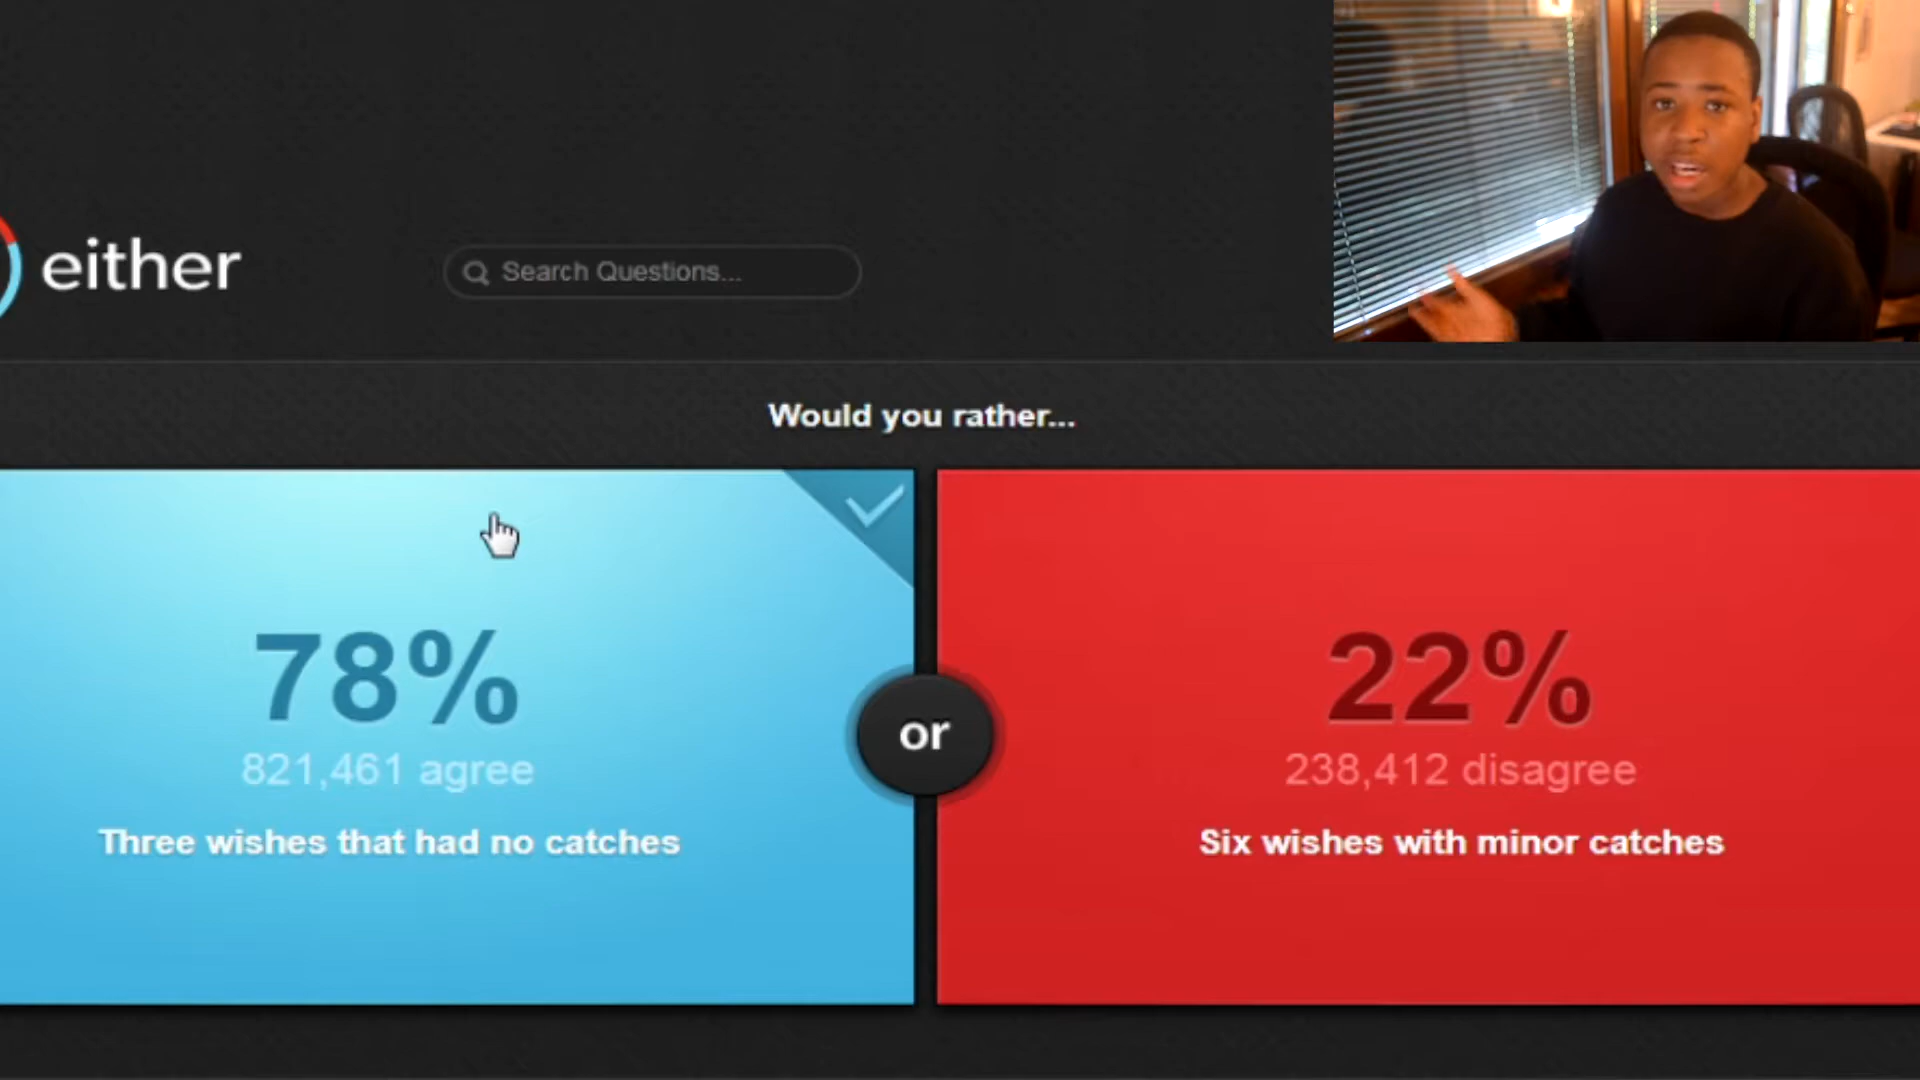 either
Search Questions...
Would you rather...
78%
821,461 agree
Three wishes that had no catches
or
22%
238,412 disagree
Six wishes with minor catches